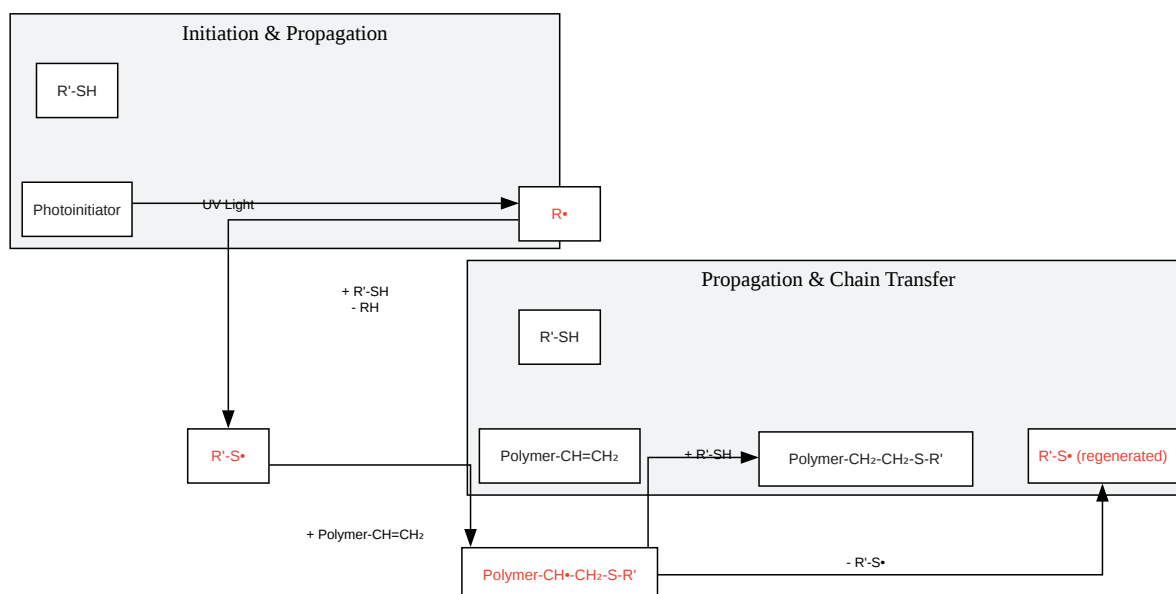 Initiation & Propagation
R'-SH
Photoinitiator
UV Light
R•
+ R'-SH
- RH
Propagation & Chain Transfer
R'-SH
R'-S•
Polymer-CH=CH₂
+ R'-SH
Polymer-CH₂-CH₂-S-R'
R'-S• (regenerated)
+ Polymer-CH=CH₂
Polymer-CH•-CH₂-S-R'
- R'-S•